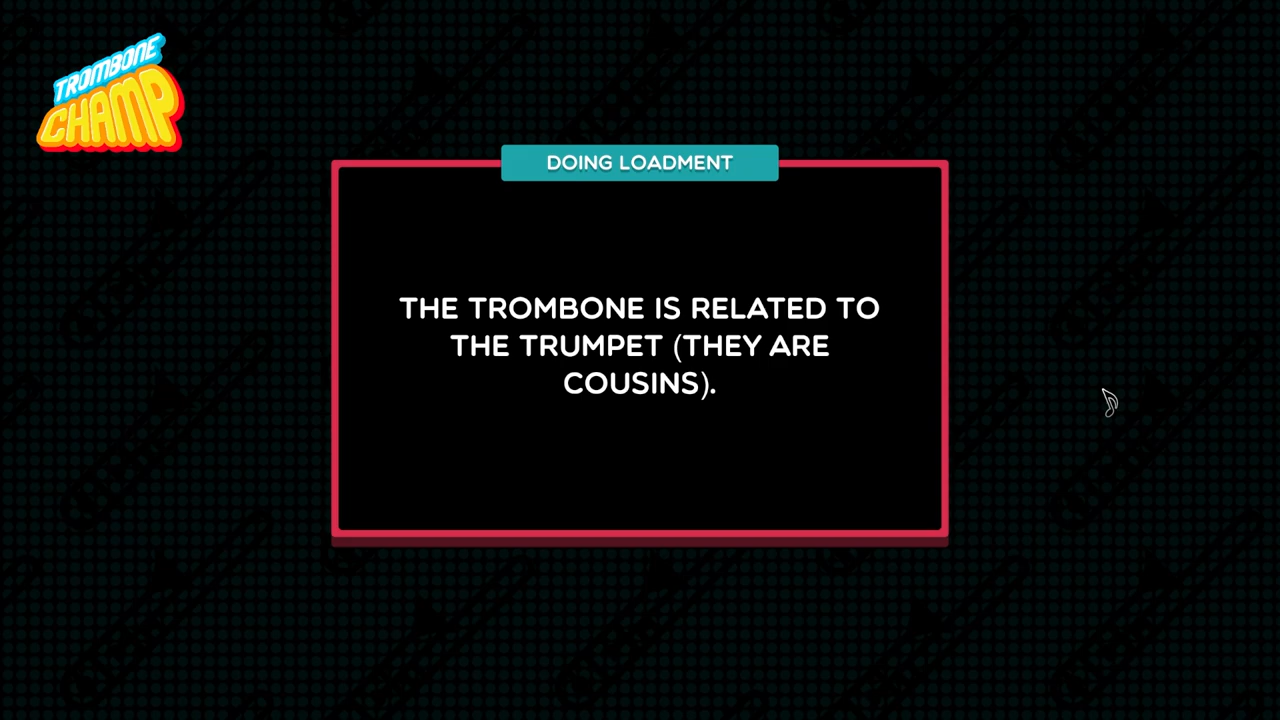 TROMBONE
CHAMP
DOING LOADMENT
THE TROMBONE IS RELATED TO
THE TRUMPET (THEY ARE
COUSINS).